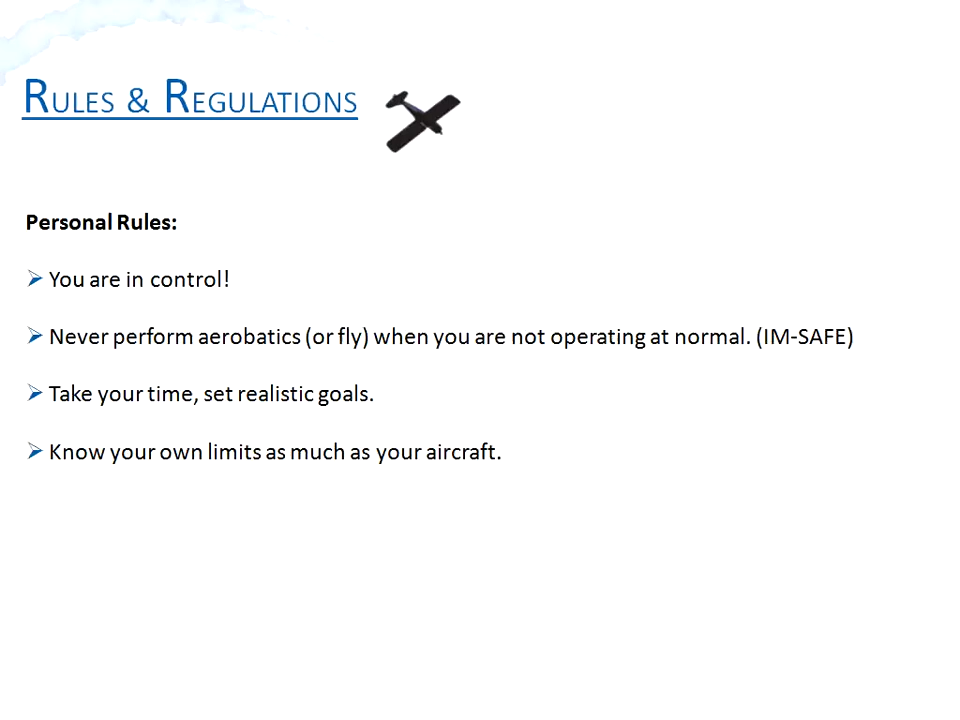 RULES & REGULATIONS
Personal Rules:
➢ You are in control!
➢ Never perform aerobatics (or fly) when you are not operating at normal. (IM-SAFE)
➢ Take your time, set realistic goals.
➢ Know your own limits as much as your aircraft.